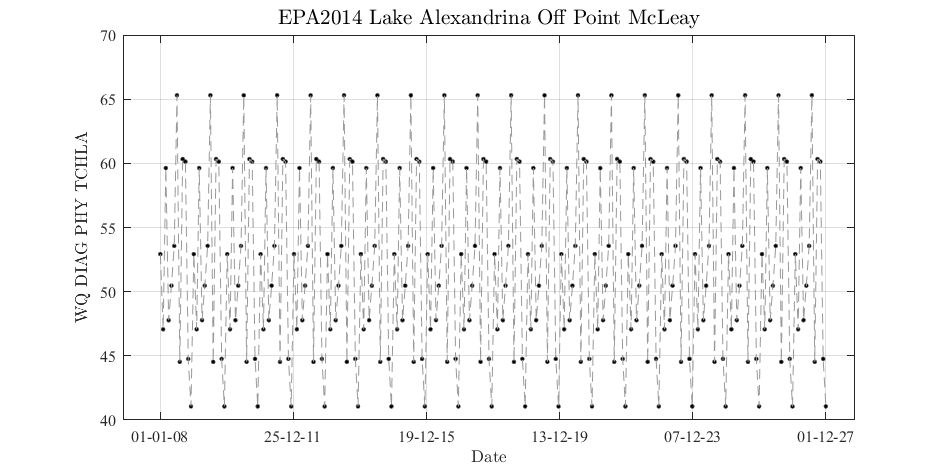 EPA2014 Lake Alexandrina Off Point McLeay
70
65
60
55
50
45
40
WQ DIAG PHY TCHLA
01-01-08 25-12-11 19-12-15 13-12-19 07-12-23 01-12-27
Date